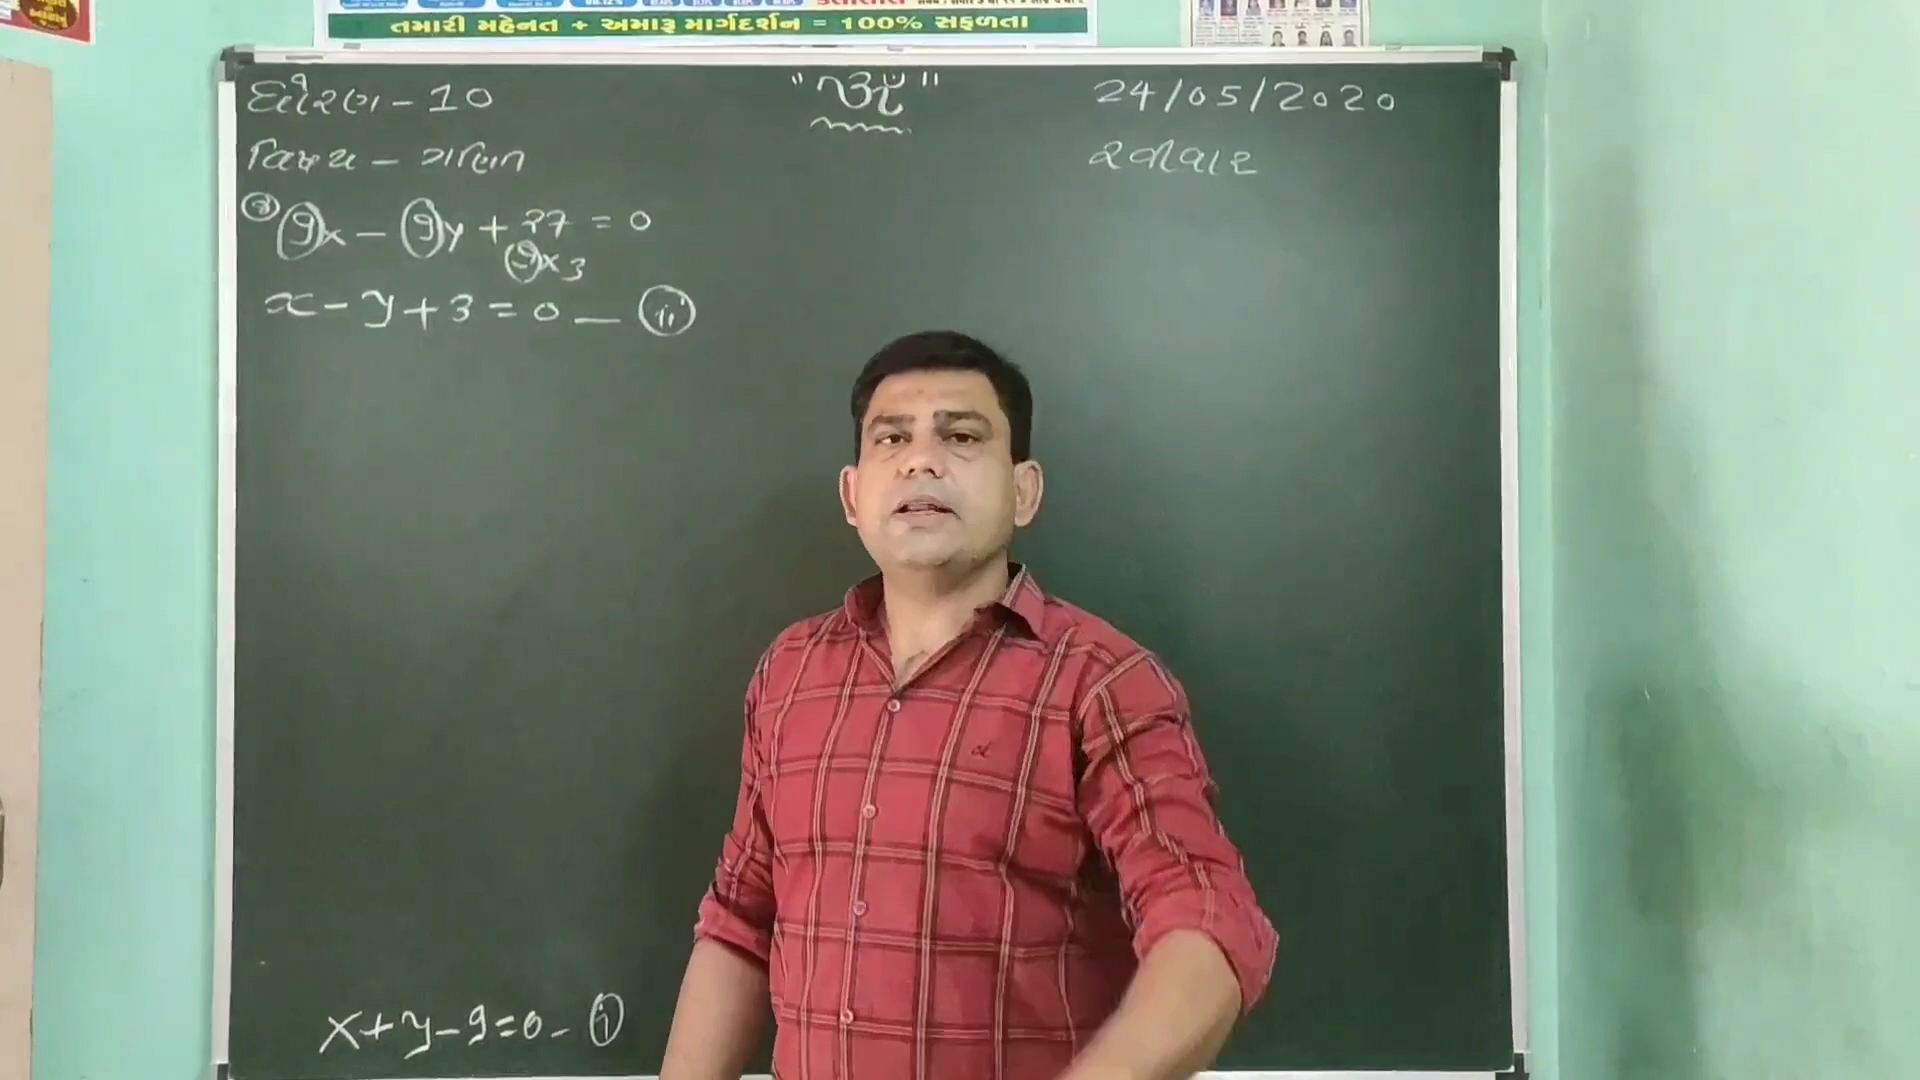 તમારી મહેનત + અમારૂ માર્ગદર્શન = 100% સફળતા
ધોરણ - 10
"ૐ"
24/05/2020
વિષય - ગણિત
રવીવાર
9x - 9y + 27 = 0
9x3
x - y + 3 = 0 — (ii)
x + y - 9 = 0 - (i)